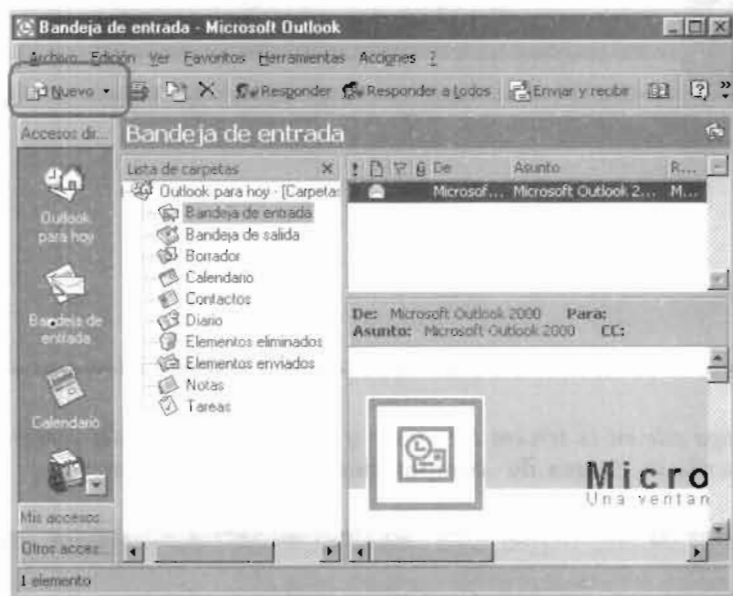 Bandeja de entrada - Microsoft Outlook
Archivo Edición Ver Favoritos Herramientas Acciones ?
Nuevo Responder Responder a todos Enviar y recibir »
Accesos dir...
Bandeja de entrada
Outlook para hoy
Bandeja de entrada
Calendario
Mis accesos
Otros acces...
Lista de carpetas
Outlook para hoy - [Carpetas
Bandeja de entrada
Bandeja de salida
Borrador
Calendario
Contactos
Diario
Elementos eliminados
Elementos enviados
Notas
Tareas
De Asunto R...
Microsof... Microsoft Outlook 2... M...
De: Microsoft Outlook 2000 Para:
Asunto: Microsoft Outlook 2000 CC:
Micro
Una ventan
1 elemento